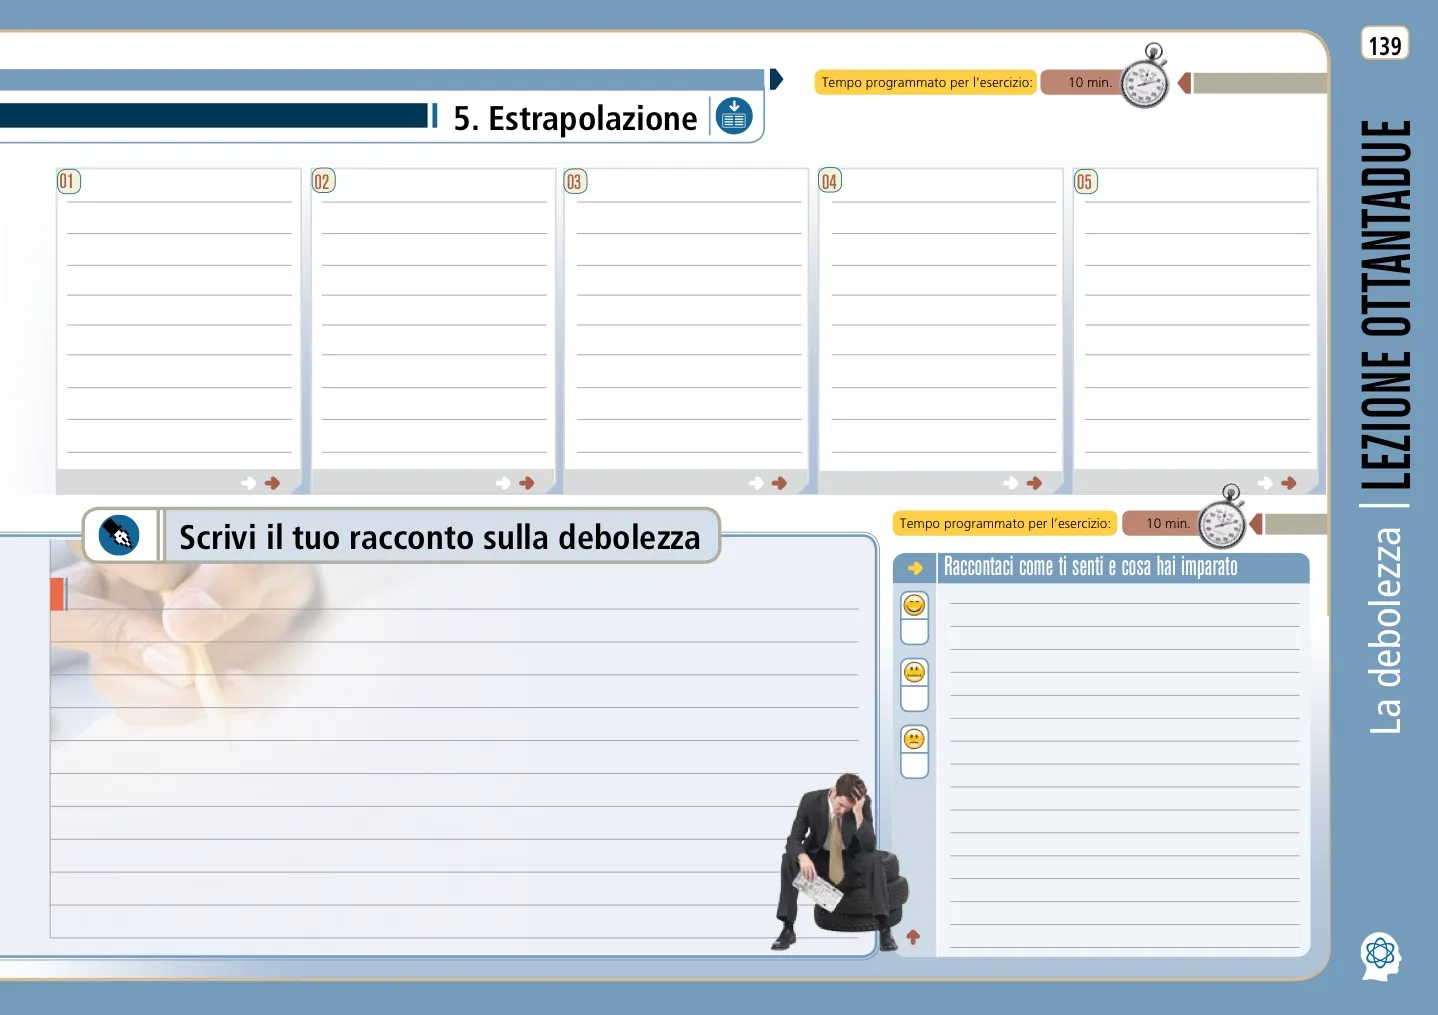 139
Tempo programmato per l'esercizio: 10 min.
5. Estrapolazione
01 02 03 04 05
Scrivi il tuo racconto sulla debolezza
Tempo programmato per l'esercizio: 10 min.
Raccontaci come ti senti e cosa hai imparato
La debolezza | LEZIONE OTTANTADUE